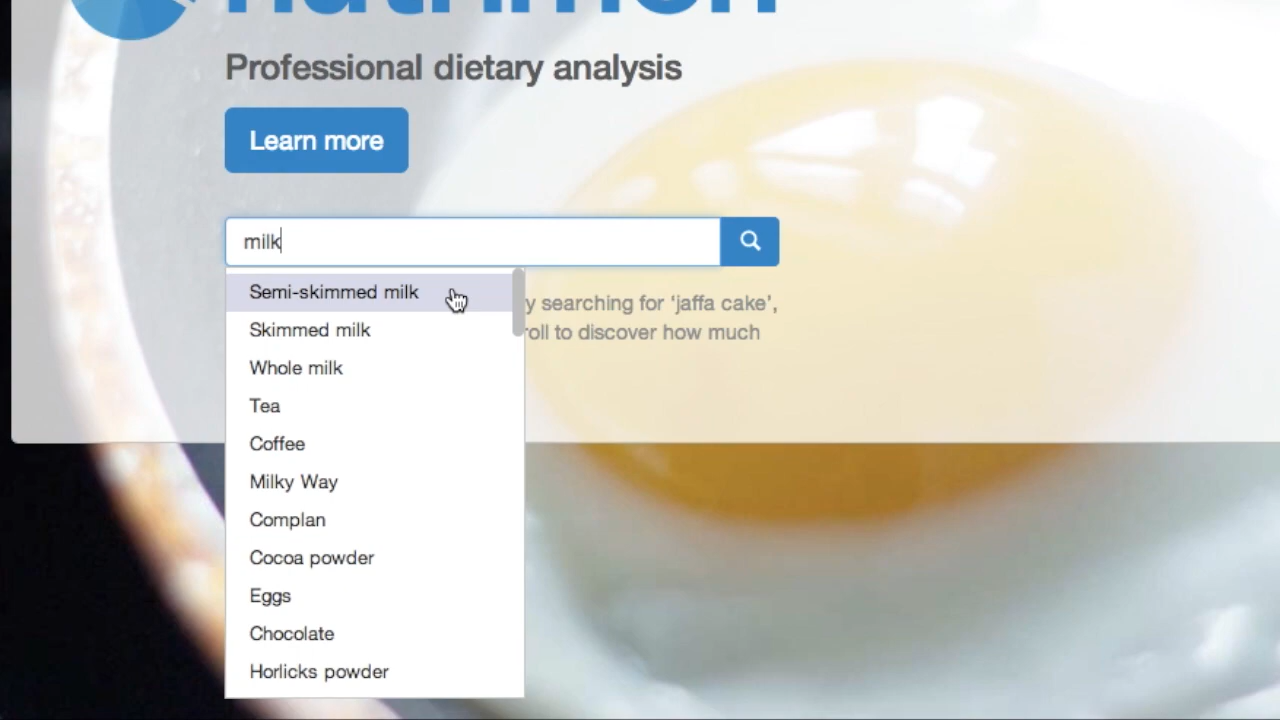 Professional dietary analysis
Learn more
milk
y searching for ‘jaffa cake’,
roll to discover how much
Semi-skimmed milk
Skimmed milk
Whole milk
Tea
Coffee
Milky Way
Complan
Cocoa powder
Eggs
Chocolate
Horlicks powder